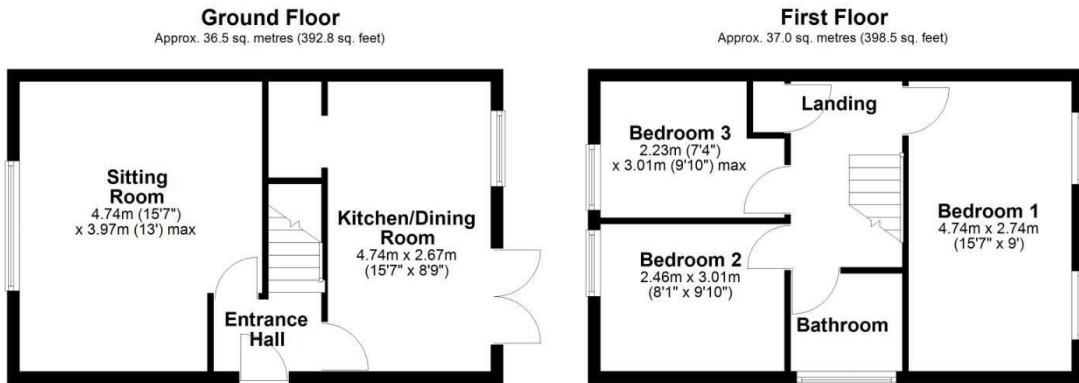 Ground Floor
Approx. 36.5 sq. metres (392.8 sq. feet)
Sitting
Room
4.74m (15'7")
x 3.97m (13') max
Kitchen/Dining
Room
4.74m x 2.67m
(15'7" x 8'9")
Entrance
Hall
First Floor
Approx. 37.0 sq. metres (398.5 sq. feet)
Landing
Bedroom 3
2.23m (7'4")
x 3.01m (9'10") max
Bedroom 1
4.74m x 2.74m
(15'7" x 9')
Bedroom 2
2.46m x 3.01m
(8'1" x 9'10")
Bathroom